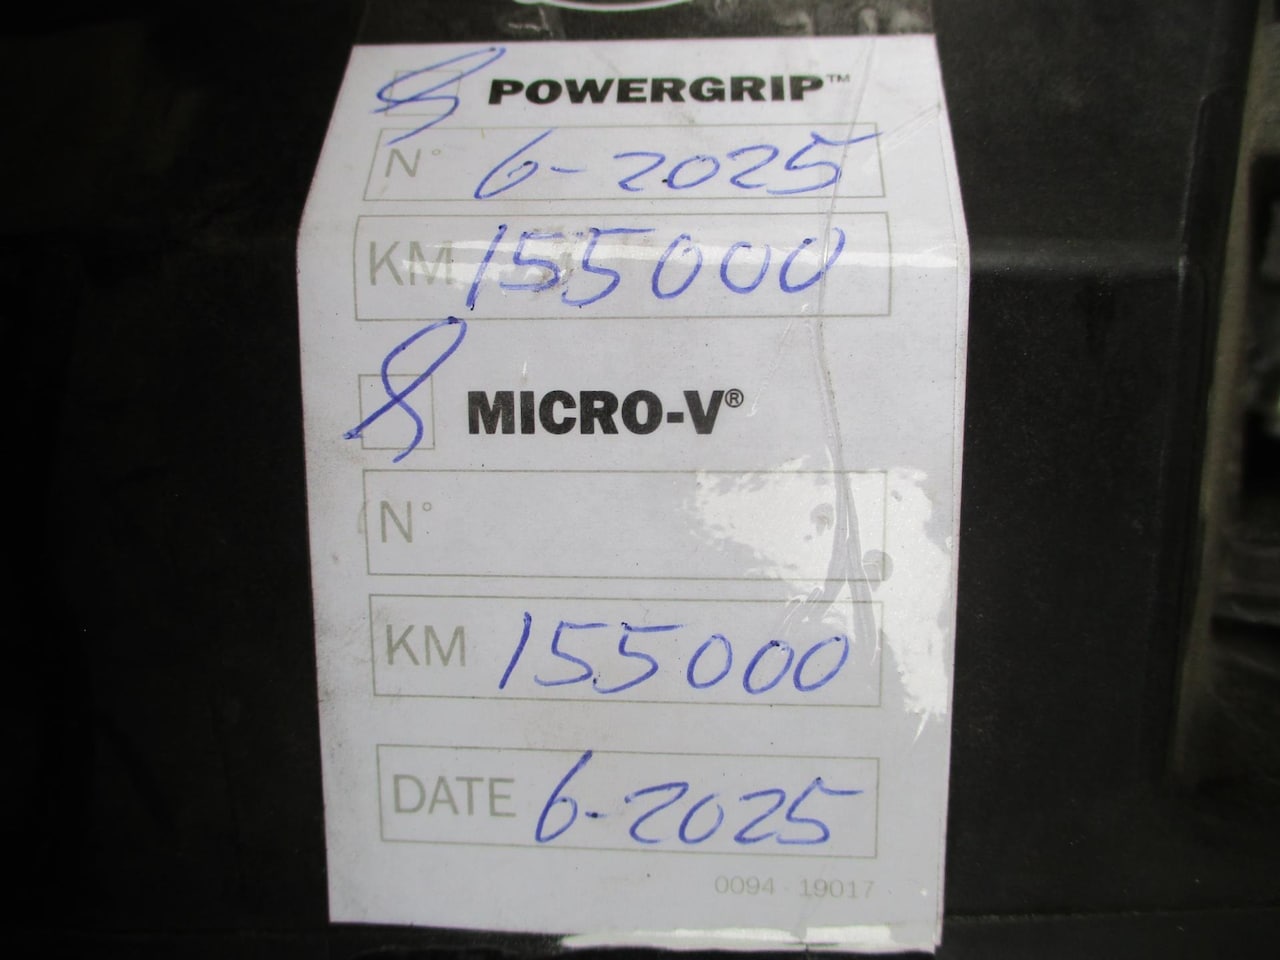 POWERGRIP™
N° 6-2025
KM 155000
MICRO-V®
N°
KM 155000
DATE 6-2025
0094 - 19017